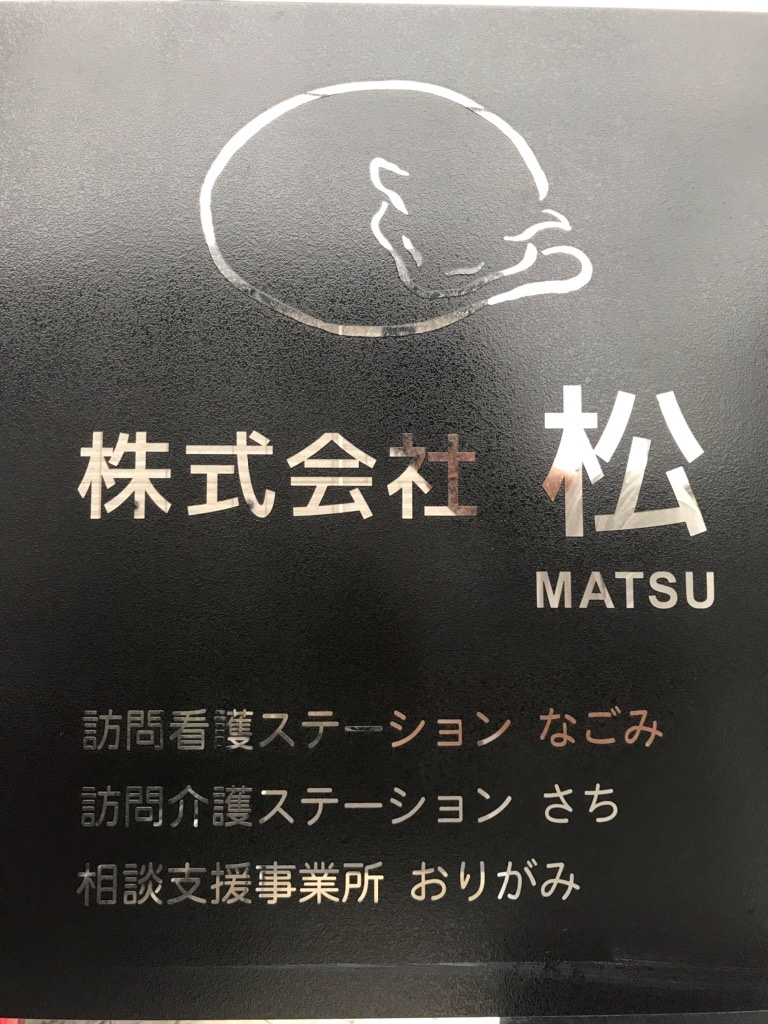 株式会社 松
MATSU
訪問看護ステーション なごみ
訪問介護ステーション さち
相談支援事業所 おりがみ